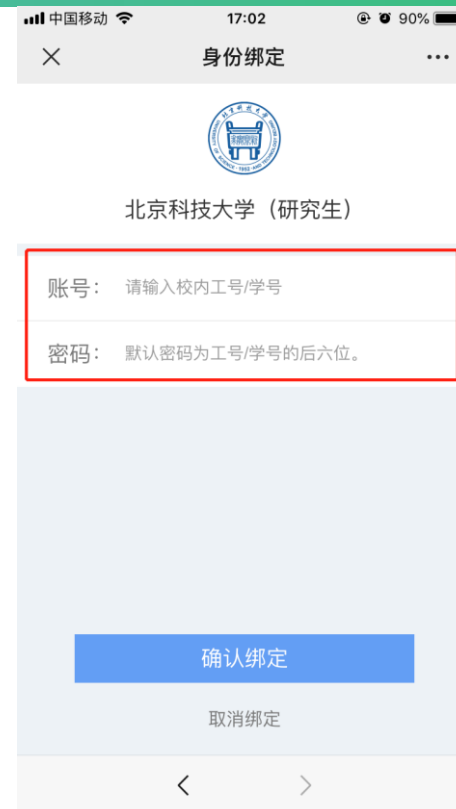 中国移动 17:02 90%
身份绑定
北京科技大学（研究生）
账号： 请输入校内工号/学号
密码： 默认密码为工号/学号的后六位。
确认绑定
取消绑定